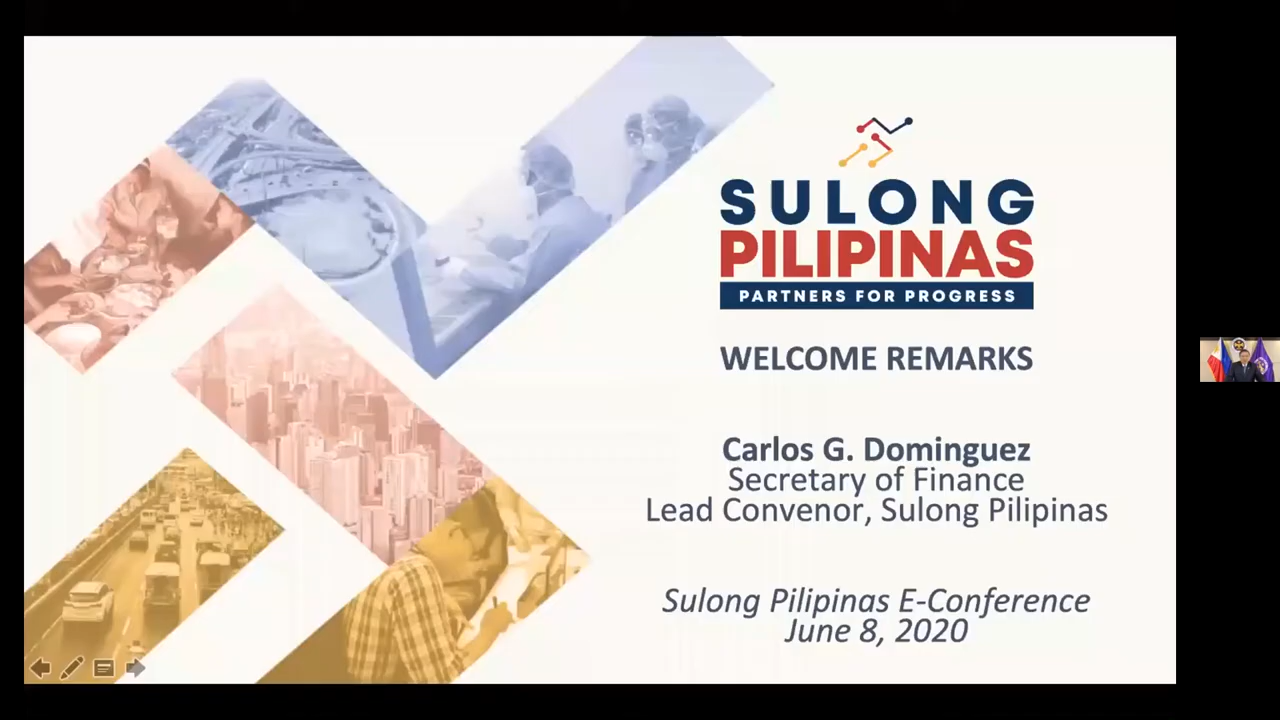 SULONG
PILIPINAS
PARTNERS FOR PROGRESS
WELCOME REMARKS
Carlos G. Dominguez
Secretary of Finance
Lead Convenor, Sulong Pilipinas
Sulong Pilipinas E-Conference
June 8, 2020